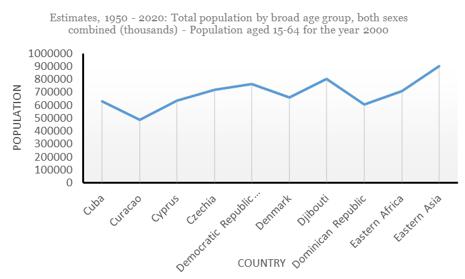 Estimates, 1950 - 2020: Total population by broad age group, both sexes
combined (thousands) - Population aged 15-64 for the year 2000
1000000
900000
800000
700000
600000
500000
400000
300000
200000
100000
0
POPULATION
Cuba
Curacao
Cyprus
Czechia
Democratic Republic…
Denmark
Djibouti
Dominican Republic
Eastern Africa
Eastern Asia
COUNTRY